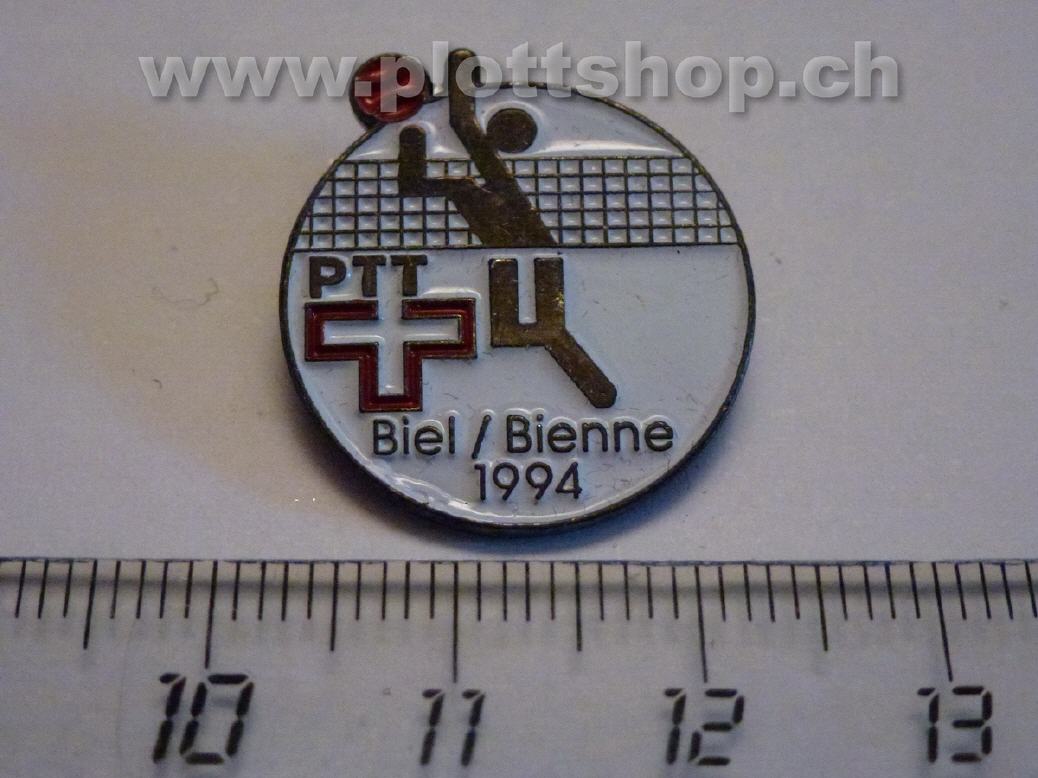 www.plottshop.ch
PTT
Biel / Bienne
1994
10 11 12 13